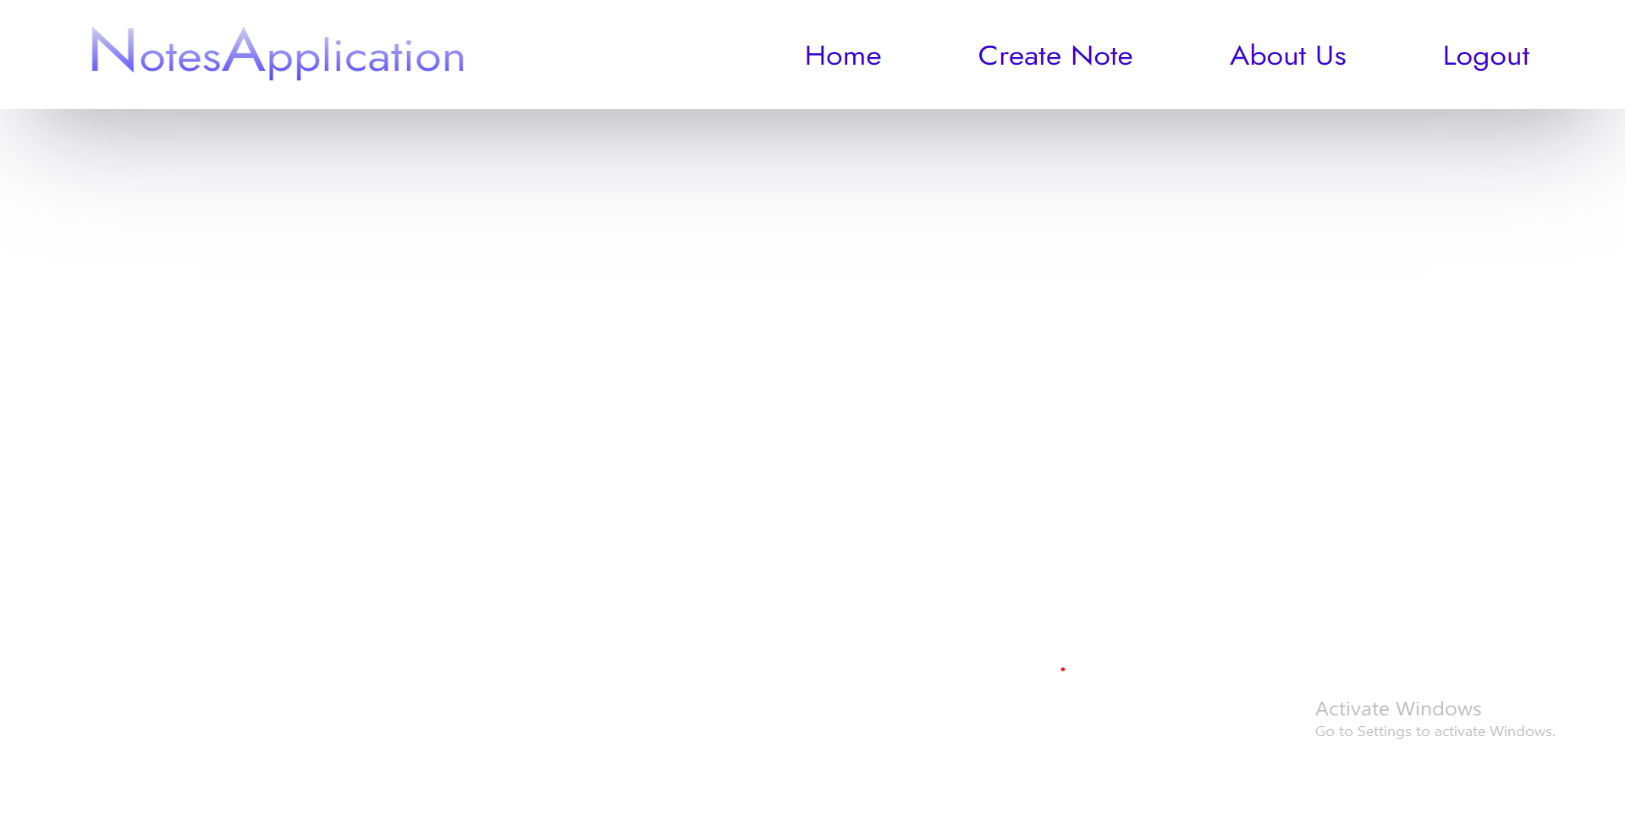 NotesApplication
Home Create Note About Us Logout
Activate Windows
Go to Settings to activate Windows.